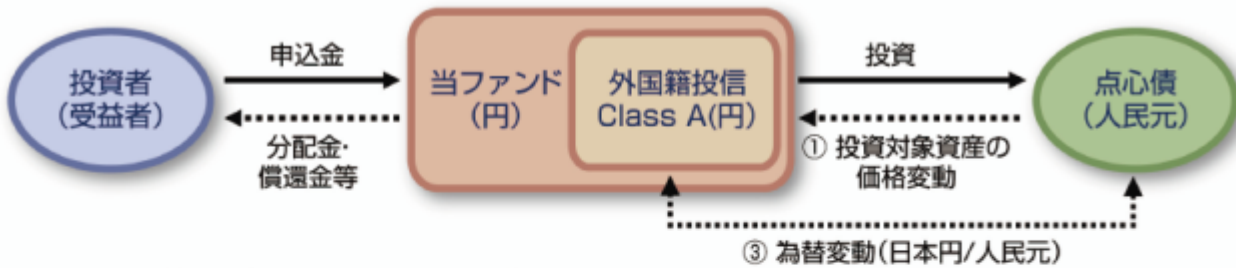 投資者
(受益者)
申込金
分配金・
償還金等
当ファンド
(円)
外国籍投信
Class A(円)
投資
① 投資対象資産の
価格変動
点心債
(人民元)
③ 為替変動(日本円/人民元)